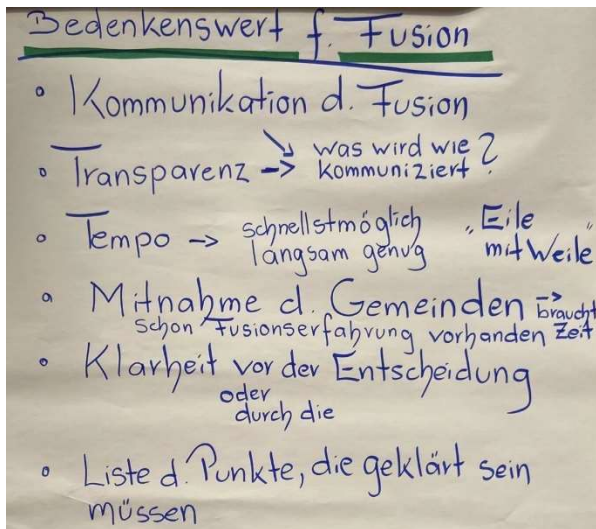 Bedenkenswert f. Fusion
• Kommunikation d. Fusion
• Transparenz -> was wird wie kommuniziert?
• Tempo -> schnellstmöglich langsam genug „Eile mit Weile"
• Mitnahme d. Gemeinden -> braucht Zeit
schon Fusionserfahrung vorhanden
• Klarheit vor der Entscheidung
oder
durch die
• Liste d. Punkte, die geklärt sein
müssen